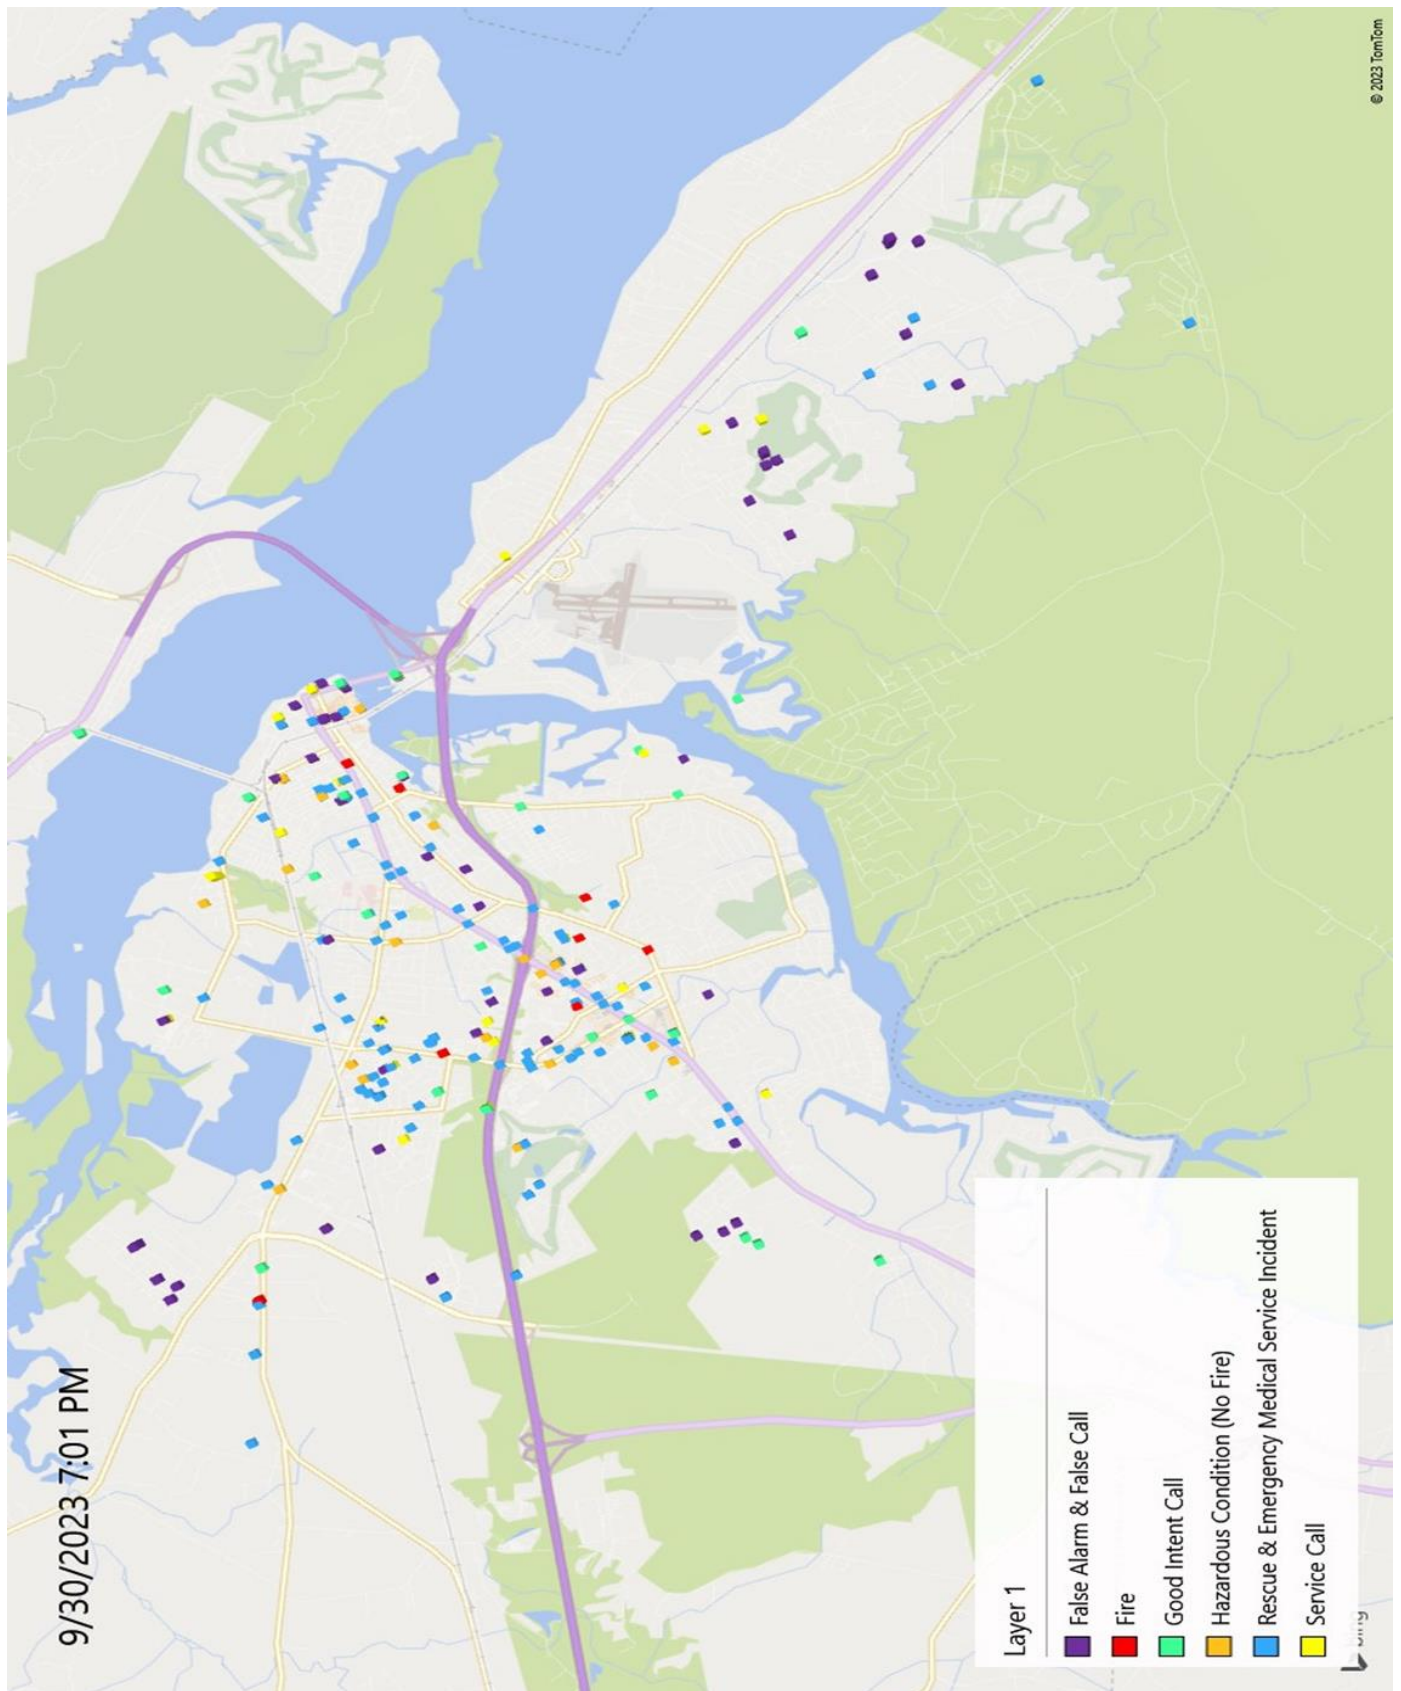 9/30/2023 7:01 PM
Layer 1
False Alarm & False Call
Fire
Good Intent Call
Hazardous Condition (No Fire)
Rescue & Emergency Medical Service Incident
Service Call
© 2023 TomTom